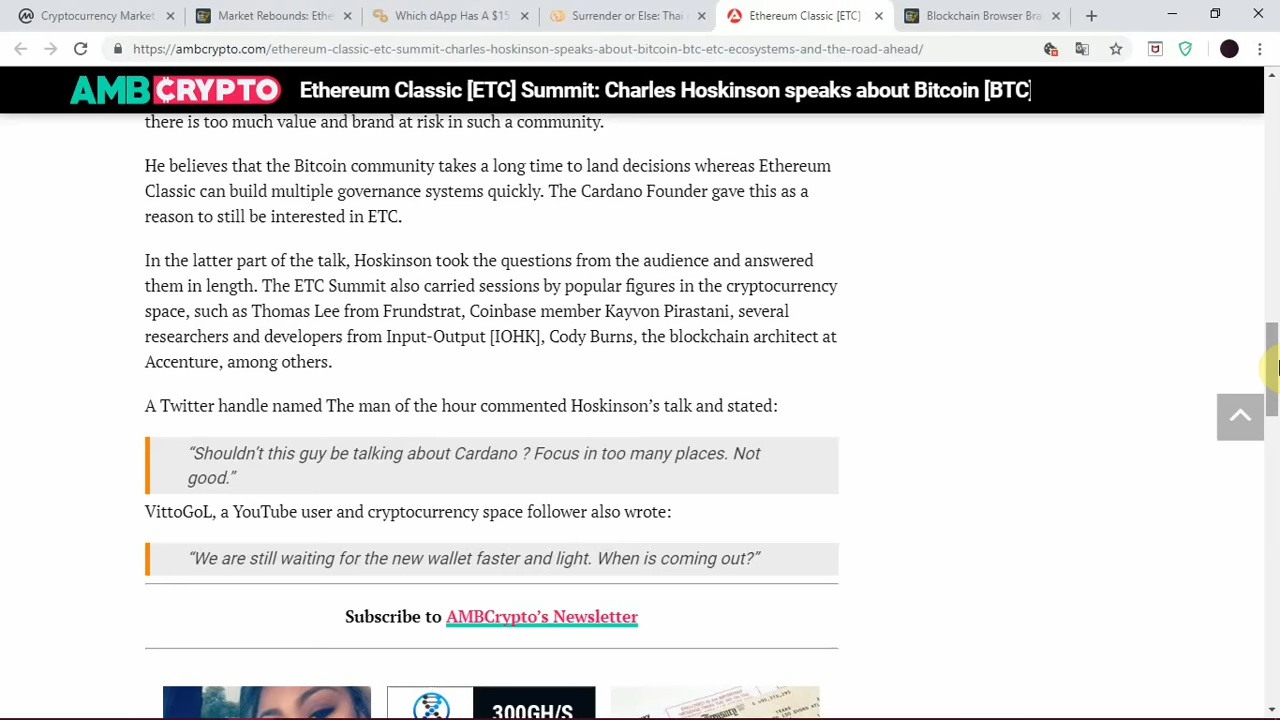 Cryptocurrency Market
Market Rebounds: Ethe
Which dApp Has A $15
Surrender or Else: Thai
Ethereum Classic [ETC]
Blockchain Browser Bra
https://ambcrypto.com/ethereum-classic-etc-summit-charles-hoskinson-speaks-about-bitcoin-btc-etc-ecosystems-and-the-road-ahead/
AMBCRYPTO
Ethereum Classic [ETC] Summit: Charles Hoskinson speaks about Bitcoin [BTC]
there is too much value and brand at risk in such a community.
He believes that the Bitcoin community takes a long time to land decisions whereas Ethereum
Classic can build multiple governance systems quickly. The Cardano Founder gave this as a
reason to still be interested in ETC.
In the latter part of the talk, Hoskinson took the questions from the audience and answered
them in length. The ETC Summit also carried sessions by popular figures in the cryptocurrency
space, such as Thomas Lee from Frundstrat, Coinbase member Kayvon Pirastani, several
researchers and developers from Input-Output [IOHK], Cody Burns, the blockchain architect at
Accenture, among others.
A Twitter handle named The man of the hour commented Hoskinson’s talk and stated:
“Shouldn’t this guy be talking about Cardano ? Focus in too many places. Not
good.”
VittoGoL, a YouTube user and cryptocurrency space follower also wrote:
“We are still waiting for the new wallet faster and light. When is coming out?”
Subscribe to AMBCrypto’s Newsletter
300GH/S